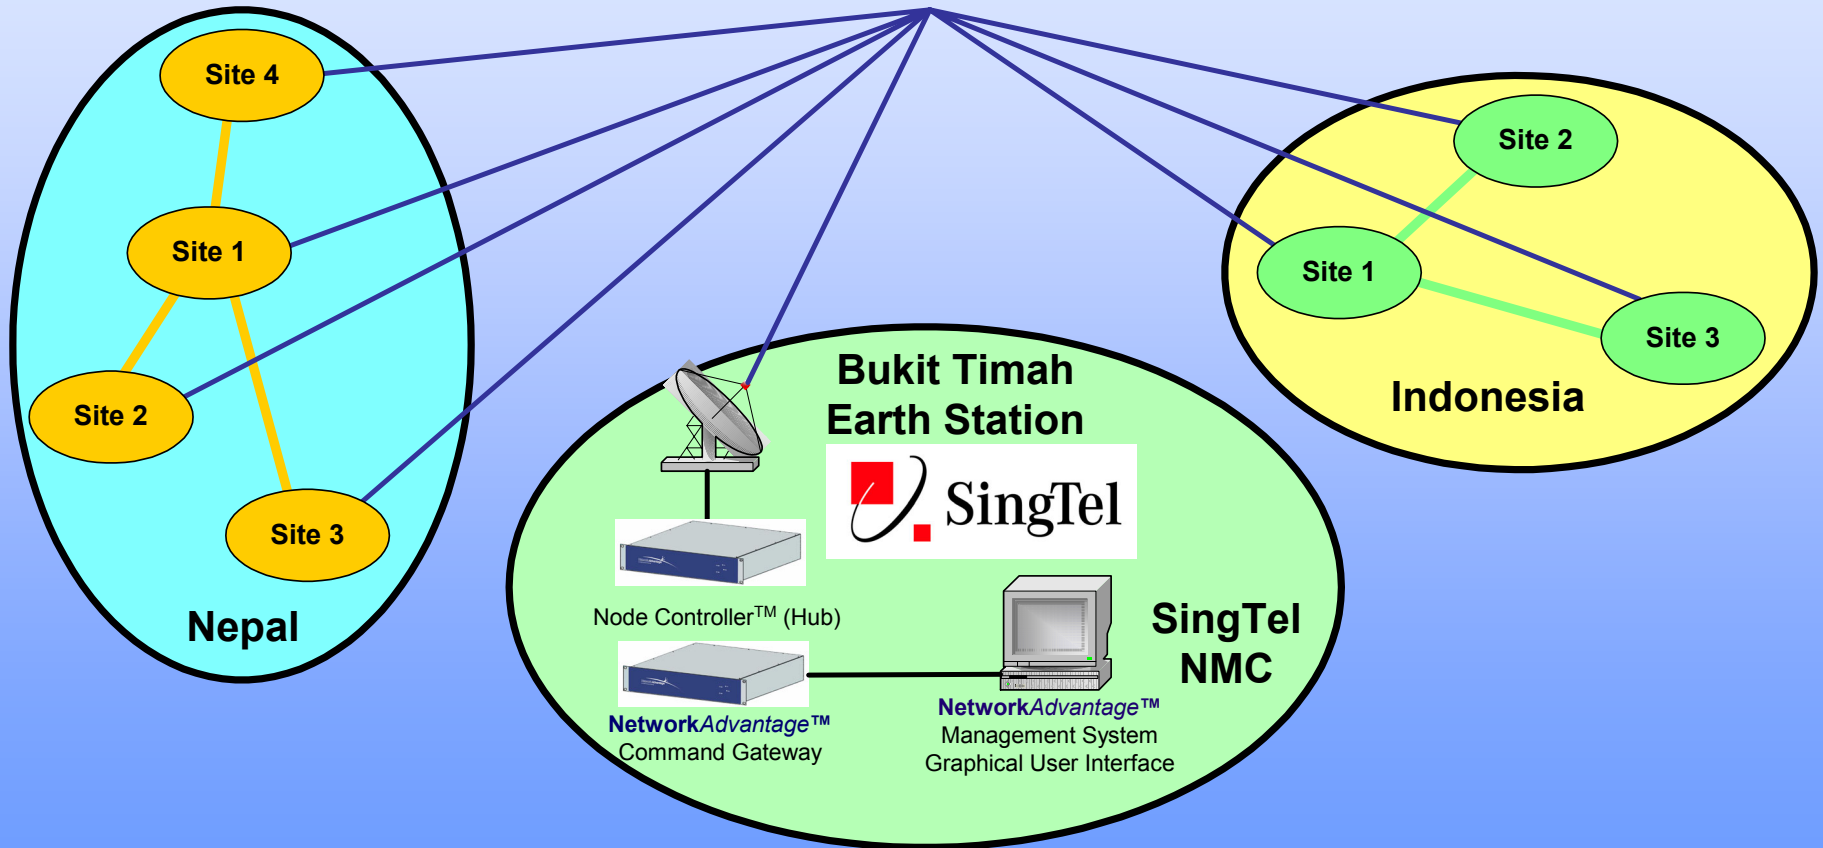 Site 4
Site 1
Site 2
Site 3
Nepal
Bukit Timah
Earth Station
SingTel
Node Controller™ (Hub)
NetworkAdvantage™
Command Gateway
SingTel
NMC
NetworkAdvantage™
Management System
Graphical User Interface
Site 2
Site 1
Site 3
Indonesia